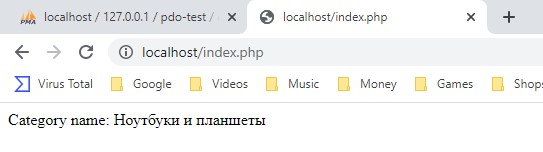 PMA
localhost / 127.0.0.1 / pdo-test /
localhost/index.php
localhost/index.php
Virus Total
Google
Videos
Music
Money
Games
Shops
Category name: Ноутбуки и планшеты